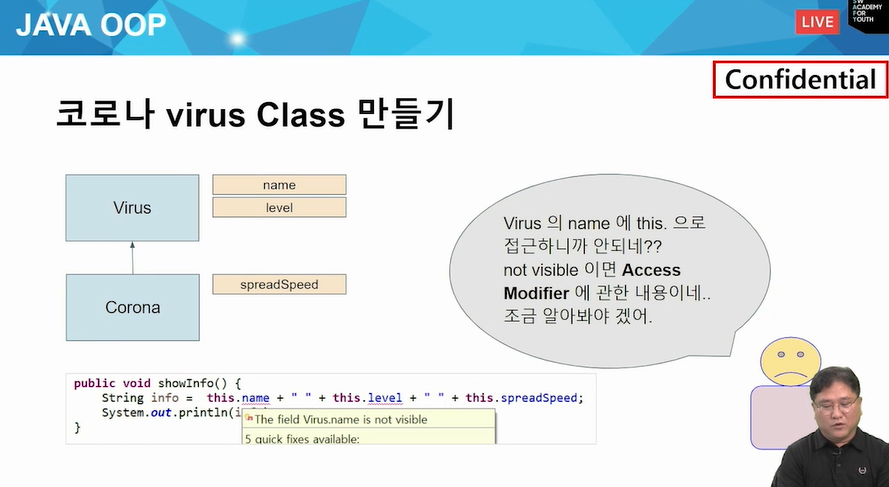 JAVA OOP
LIVE
SW
ACADEMY
FOR
YOUTH
Confidential
코로나 virus Class 만들기
Virus
name
level
Corona
spreadSpeed
Virus 의 name 에 this. 으로
접근하니까 안되네??
not visible 이면 Access
Modifier 에 관한 내용이네..
조금 알아봐야 겠어.
public void showInfo() {
String info = this.name + " " + this.level + " " + this.spreadSpeed;
System.out.println(
}
The field Virus.name is not visible
5 quick fixes available: